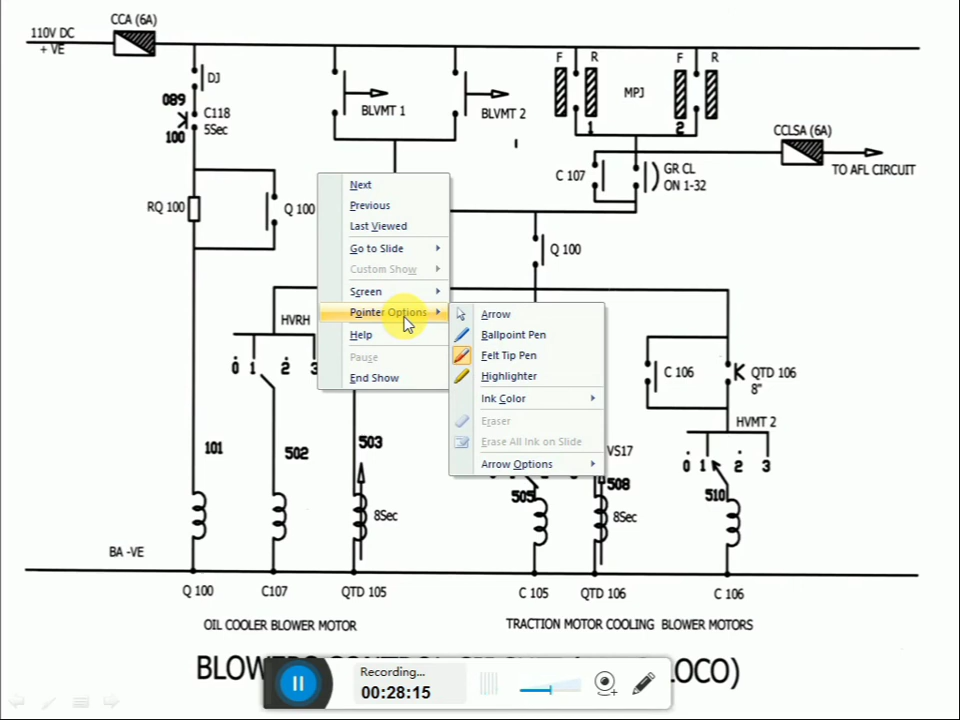 CCA (6A)
110V DC
+ VE
DJ
089
C118
100
5Sec
BLVMT 1
BLVMT 2
F
R
F
R
MPJ
1
2
CCLSA (6A)
TO AFL CIRCUIT
C 107
GR CL
ON 1-32
RQ 100
Q 100
Q 100
Next
Previous
Last Viewed
Go to Slide
Custom Show
Screen
Pointer Options
Help
Pause
End Show
Arrow
Ballpoint Pen
Felt Tip Pen
Highlighter
Ink Color
Eraser
Erase All Ink on Slide
Arrow Options
HVRH
0 1 2 3
C 106
QTD 106
8"
HVMT 2
0 1 2 3
VS17
101
502
503
505
508
510
8Sec
8Sec
BA -VE
Q 100
C107
QTD 105
C 105
QTD 106
C 106
OIL COOLER BLOWER MOTOR
TRACTION MOTOR COOLING BLOWER MOTORS
LOCO)
Recording...
00:28:15